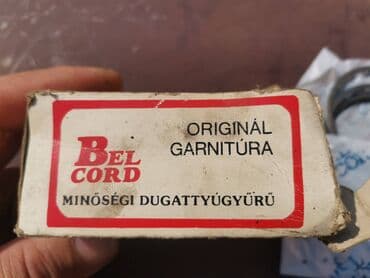 BEL
CORD
ORIGINÁL
GARNITÚRA
MINŐSÉGI DUGATTYÚGYŰRŰ